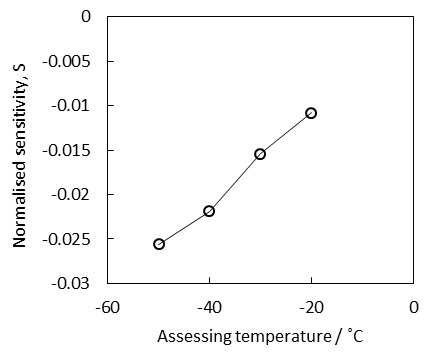 0
-0.005
-0.01
-0.015
-0.02
-0.025
-0.03
Normalised sensitivity, S
-60 -40 -20 0
Assessing temperature / ˚C